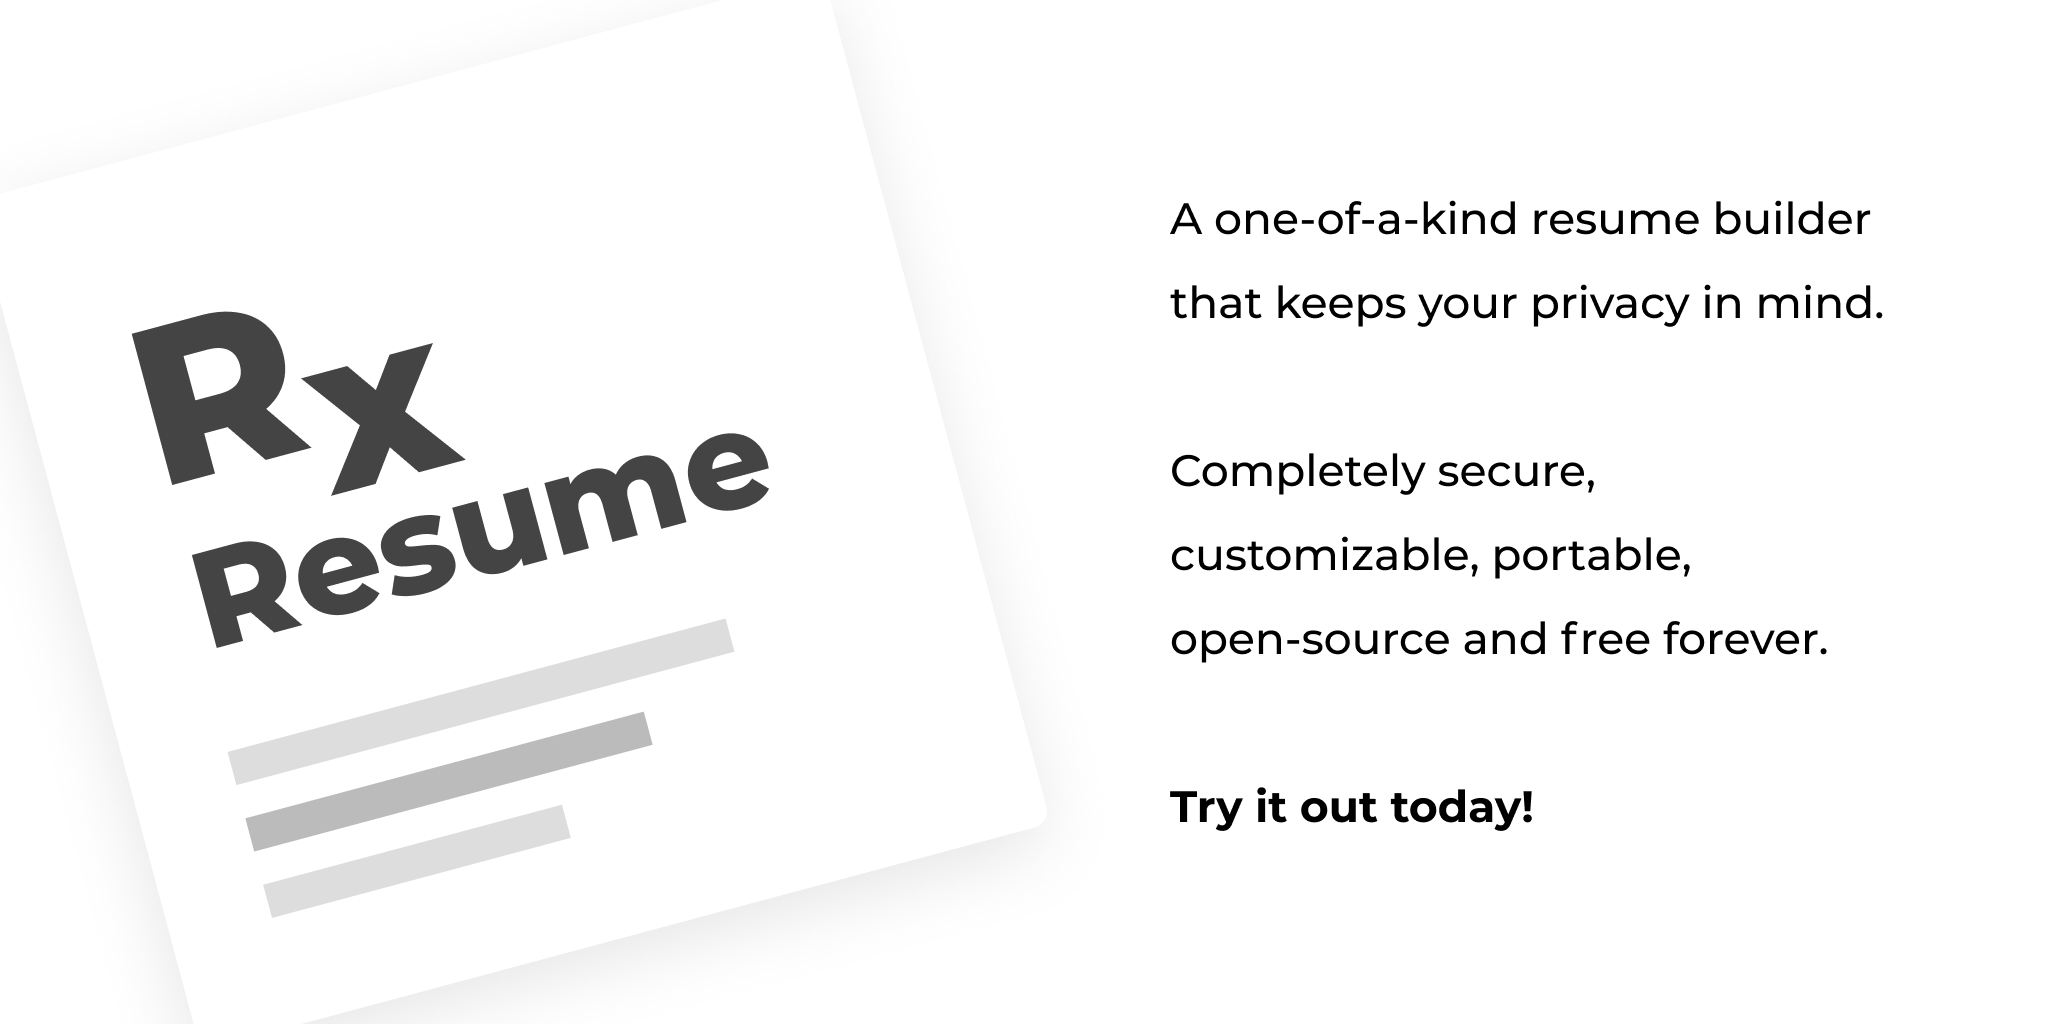 Rx
Resume
A one-of-a-kind resume builder
that keeps your privacy in mind.
Completely secure,
customizable, portable,
open-source and free forever.
Try it out today!